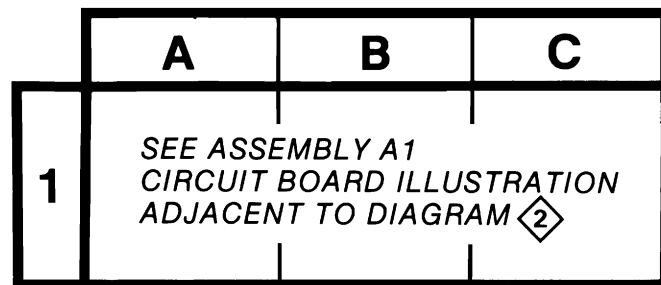 A B C
1
SEE ASSEMBLY A1
CIRCUIT BOARD ILLUSTRATION
ADJACENT TO DIAGRAM 2